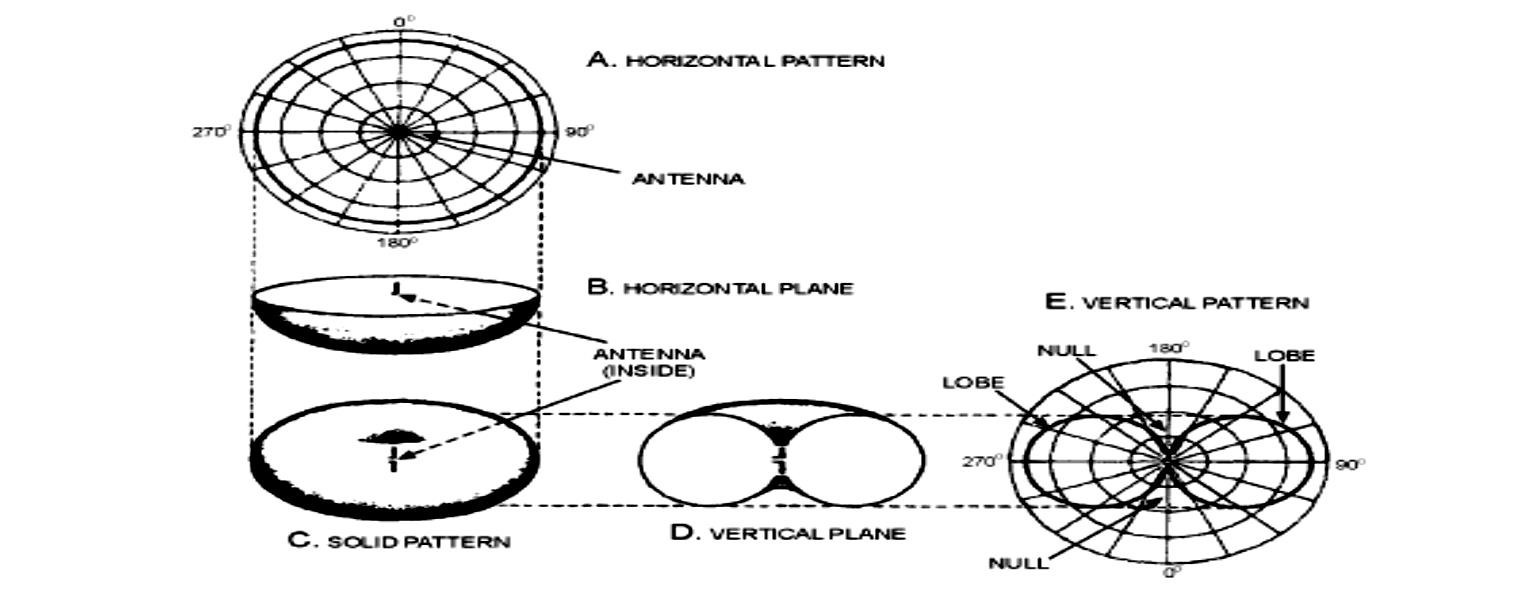 0°
A. HORIZONTAL PATTERN
270°
90°
ANTENNA
180°
B. HORIZONTAL PLANE
E. VERTICAL PATTERN
ANTENNA
(INSIDE)
NULL
180°
LOBE
LOBE
270°
90°
C. SOLID PATTERN
D. VERTICAL PLANE
NULL
0°